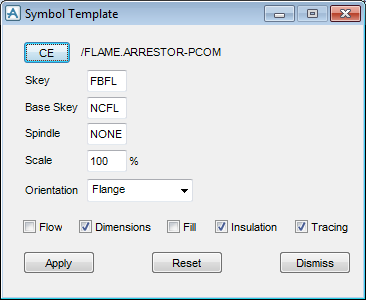 Symbol Template
CE /FLAME.ARRESTOR-PCOM
Skey FBFL
Base Skey NCFL
Spindle NONE
Scale 100 %
Orientation Flange
Flow Dimensions Fill Insulation Tracing
Apply Reset Dismiss